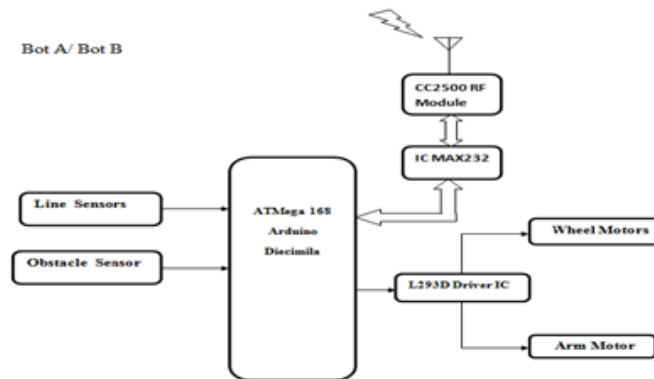 Bot A/ Bot B
CC2500 RF
Module
IC MAX232
ATMega 168
Arduino
Diecimila
Line Sensors
Obstacle Sensor
Wheel Motors
L293D Driver IC
Arm Motor